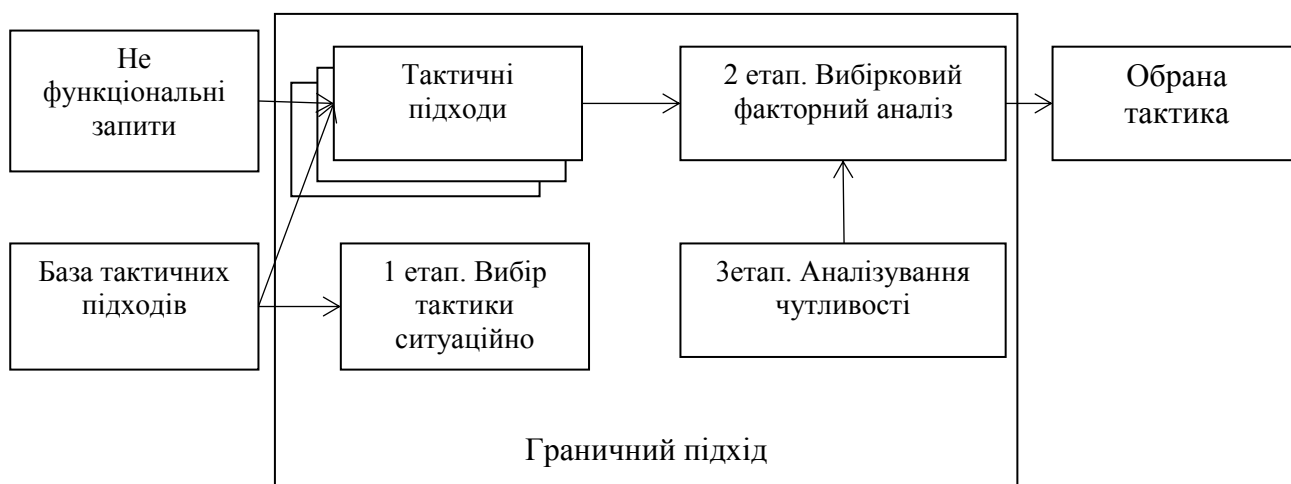 Не
функціональні
запити
Тактичні
підходи
2 етап. Вибірковий
факторний аналіз
Обрана
тактика
База тактичних
підходів
1 етап. Вибір
тактики
ситуаційно
3етап. Аналізування
чутливості
Граничний підхід